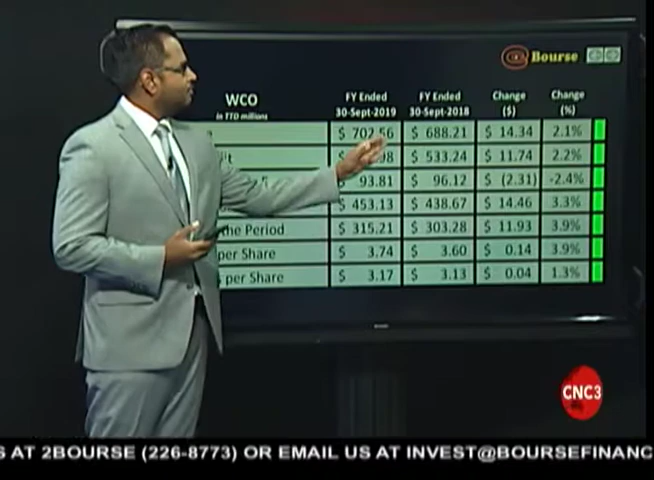 @ Bourse
WCO FY Ended FY Ended Change Change
in TTD millions 30-Sept-2019 30-Sept-2018 ($) (%)
$ 702.56 $ 688.21 $ 14.34 2.1%
$ 533.24 $ 11.74 2.2%
93.81 $ 96.12 $ (2.31) -2.4%
$ 453.13 $ 438.67 $ 14.46 3.3%
the Period $ 315.21 $ 303.28 $ 11.93 3.9%
per Share $ 3.74 $ 3.60 $ 0.14 3.9%
per Share $ 3.17 $ 3.13 $ 0.04 1.3%
CNC3
S AT 2BOURSE (226-8773) OR EMAIL US AT INVEST@BOURSEFINANC